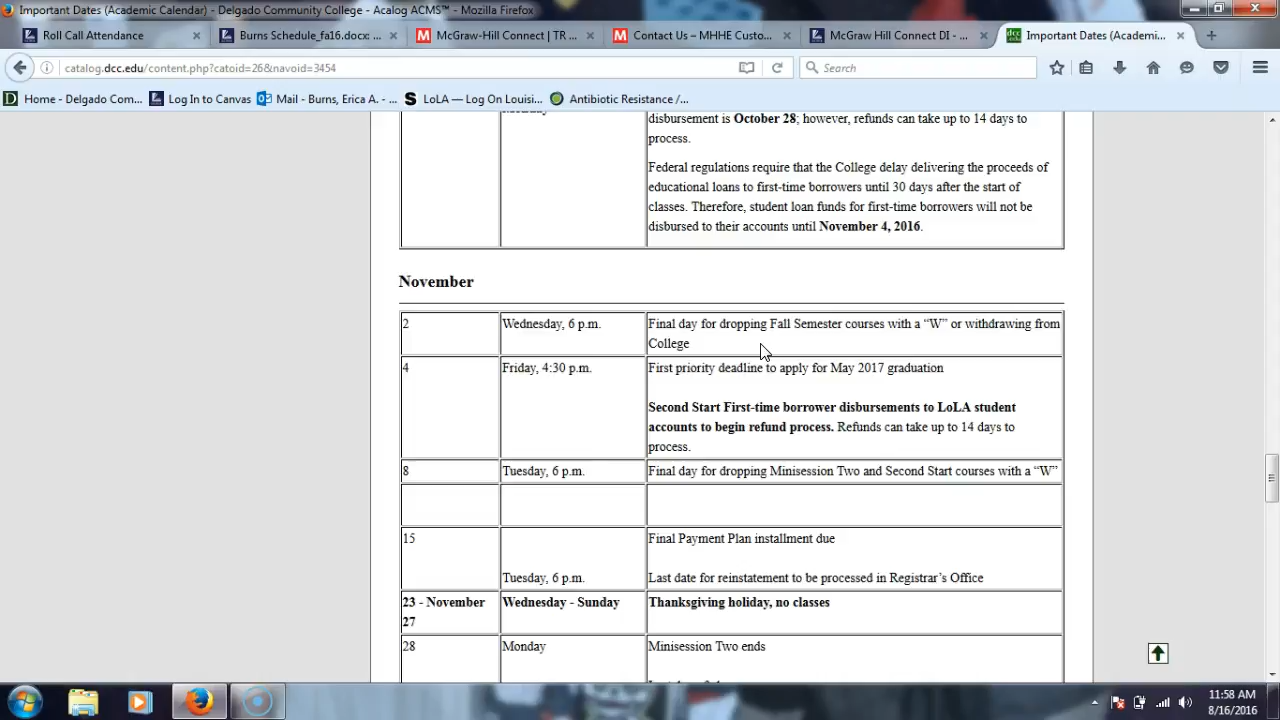 Important Dates (Academic Calendar) - Delgado Community College - Acalog ACMS™ - Mozilla Firefox
Roll Call Attendance
Burns Schedule_fa16.docx:
McGraw-Hill Connect | TR ...
Contact Us – MHHE Custo...
McGraw Hill Connect DI - ...
Important Dates (Academi...
catalog.dcc.edu/content.php?catoid=26&navoid=3454
Search
Home - Delgado Com...
Log In to Canvas
Mail - Burns, Erica A. - ...
LoLA — Log On Louisi...
Antibiotic Resistance /...
disbursement is October 28; however, refunds can take up to 14 days to
process.
Federal regulations require that the College delay delivering the proceeds of
educational loans to first-time borrowers until 30 days after the start of
classes. Therefore, student loan funds for first-time borrowers will not be
disbursed to their accounts until November 4, 2016.
November
2 Wednesday, 6 p.m. Final day for dropping Fall Semester courses with a “W” or withdrawing from
College
4 Friday, 4:30 p.m. First priority deadline to apply for May 2017 graduation
Second Start First-time borrower disbursements to LoLA student
accounts to begin refund process. Refunds can take up to 14 days to
process.
8 Tuesday, 6 p.m. Final day for dropping Minisession Two and Second Start courses with a “W”
15 Final Payment Plan installment due
Tuesday, 6 p.m. Last date for reinstatement to be processed in Registrar’s Office
23 - November Wednesday - Sunday Thanksgiving holiday, no classes
27
28 Monday Minisession Two ends
11:58 AM
8/16/2016